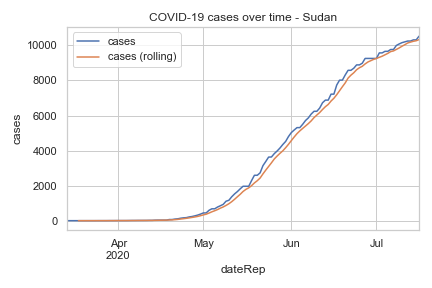 COVID-19 cases over time - Sudan
cases
cases (rolling)
10000
8000
6000
4000
2000
0
cases
Apr
2020
May
Jun
Jul
dateRep